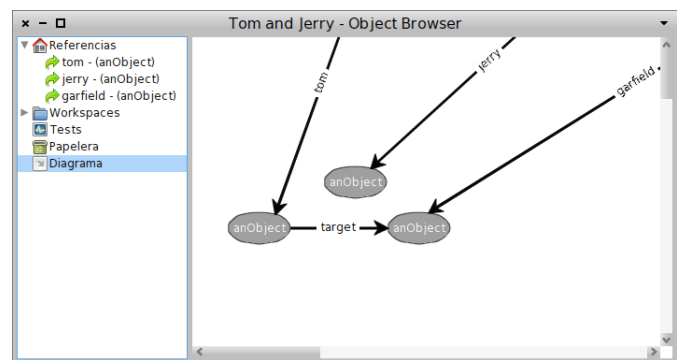 Tom and Jerry - Object Browser
Referencias
tom - (anObject)
jerry - (anObject)
garfield - (anObject)
Workspaces
Tests
Papelera
Diagrama
tom
jerry
garfield
anObject
anObject
target
anObject